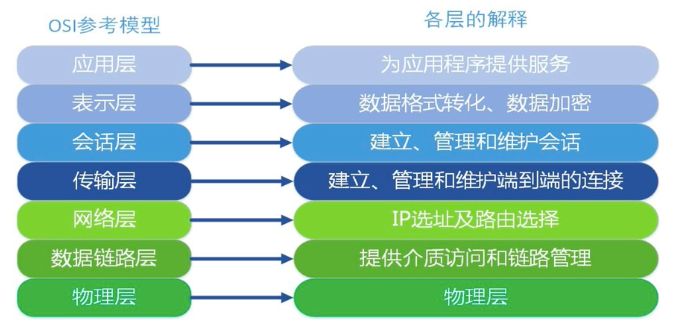 OSI参考模型 各层的解释
应用层 为应用程序提供服务
表示层 数据格式转化、数据加密
会话层 建立、管理和维护会话
传输层 建立、管理和维护端到端的连接
网络层 IP选址及路由选择
数据链路层 提供介质访问和链路管理
物理层 物理层